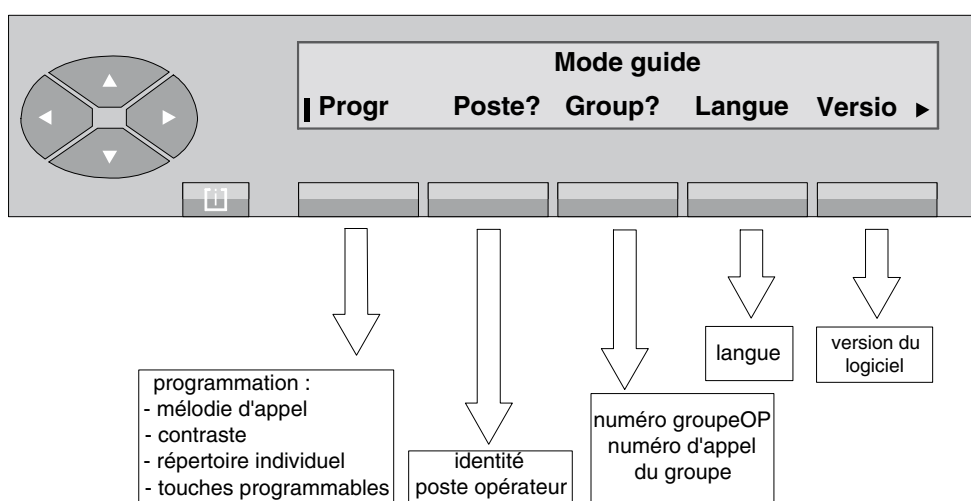 Mode guide
Progr Poste? Group? Langue Versio
[i]
programmation :
- mélodie d'appel
- contraste
- répertoire individuel
- touches programmables
identité
poste opérateur
numéro groupeOP
numéro d'appel
du groupe
langue
version du
logiciel